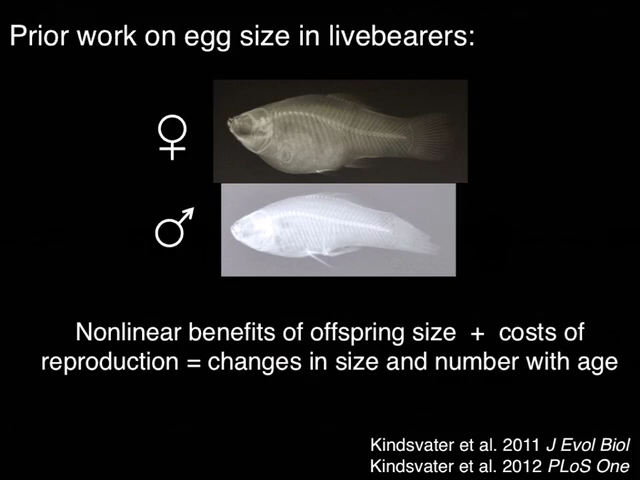 Prior work on egg size in livebearers:
♀
♂
Nonlinear benefits of offspring size + costs of
reproduction = changes in size and number with age
Kindsvater et al. 2011 J Evol Biol
Kindsvater et al. 2012 PLoS One